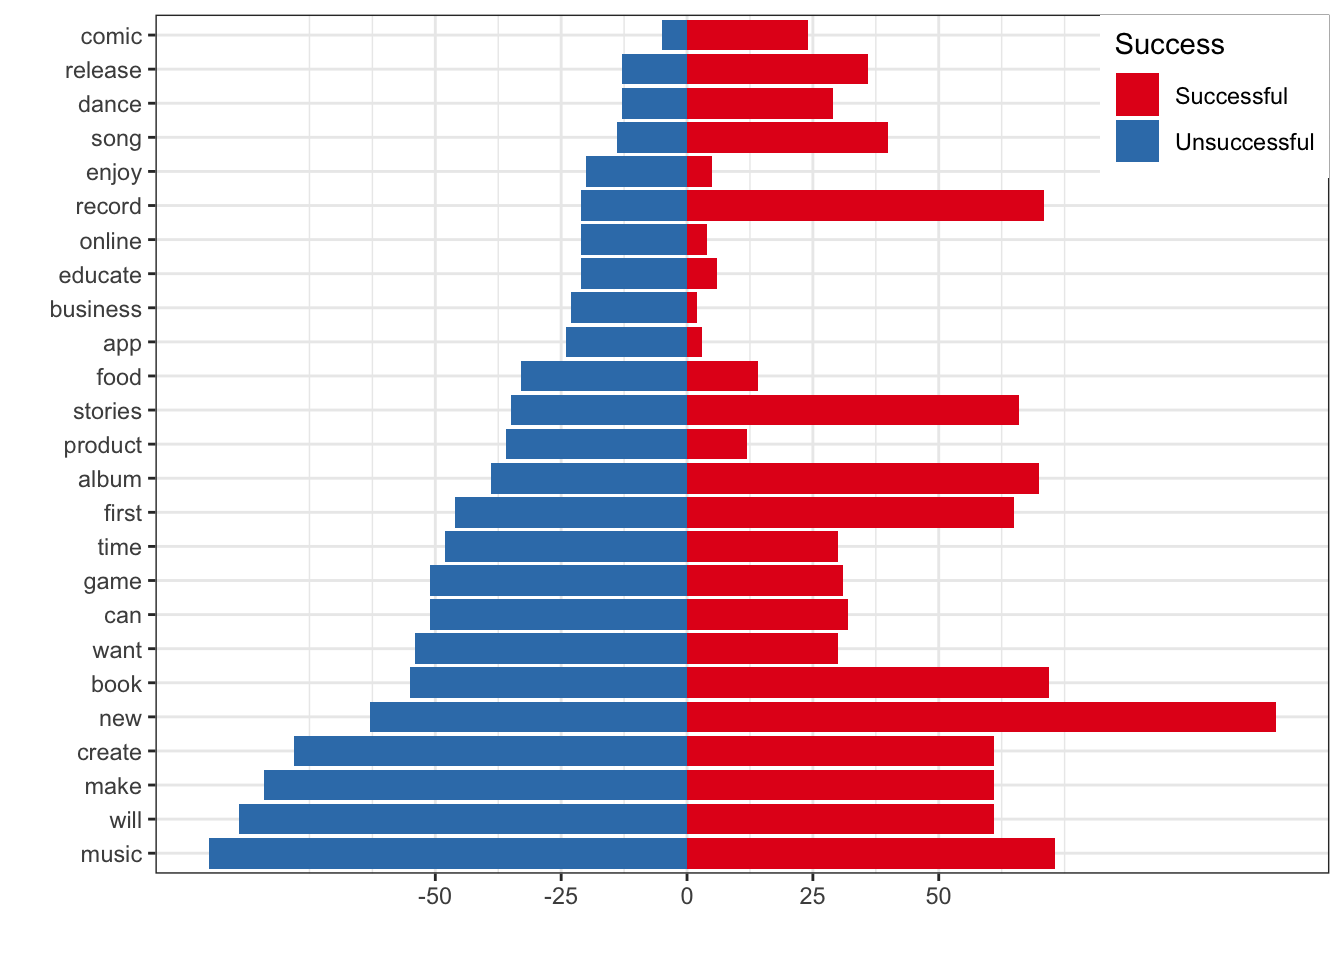 comic
release
dance
song
enjoy
record
online
educate
business
app
food
stories
product
album
first
time
game
can
want
book
new
create
make
will
music
-50 -25 0 25 50
Success
Successful
Unsuccessful